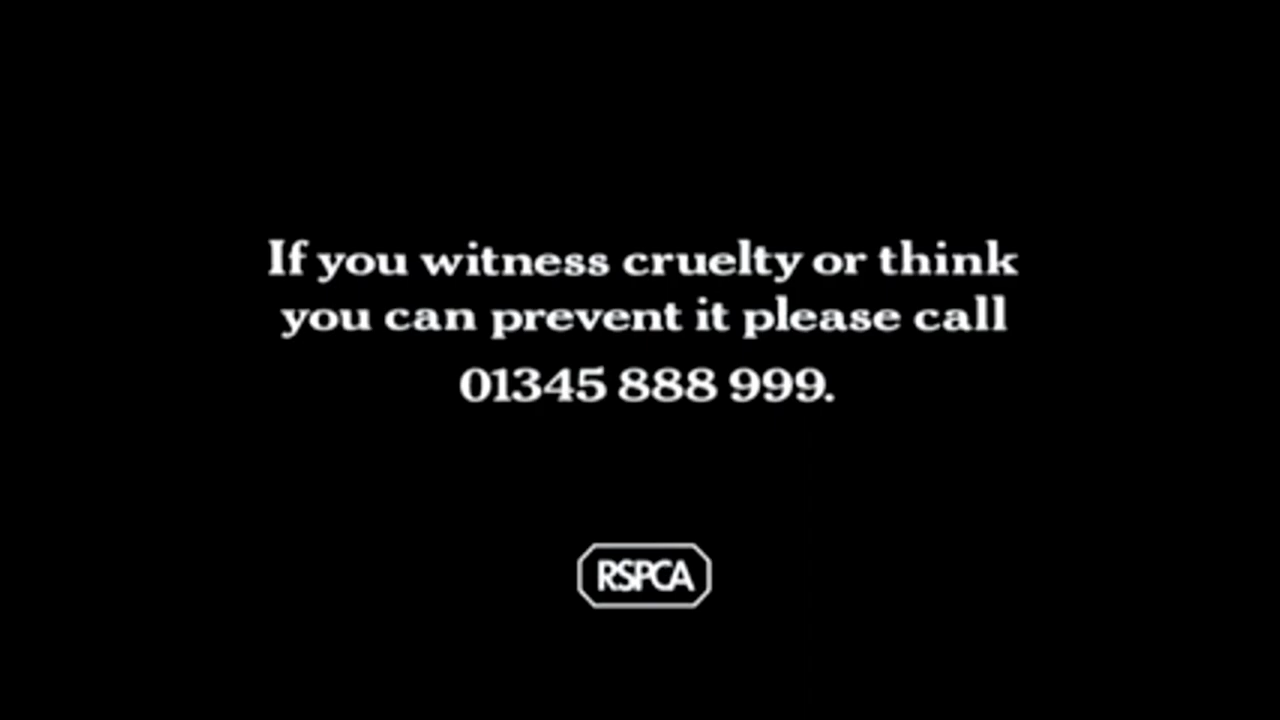 If you witness cruelty or think
you can prevent it please call
01345 888 999.
RSPCA